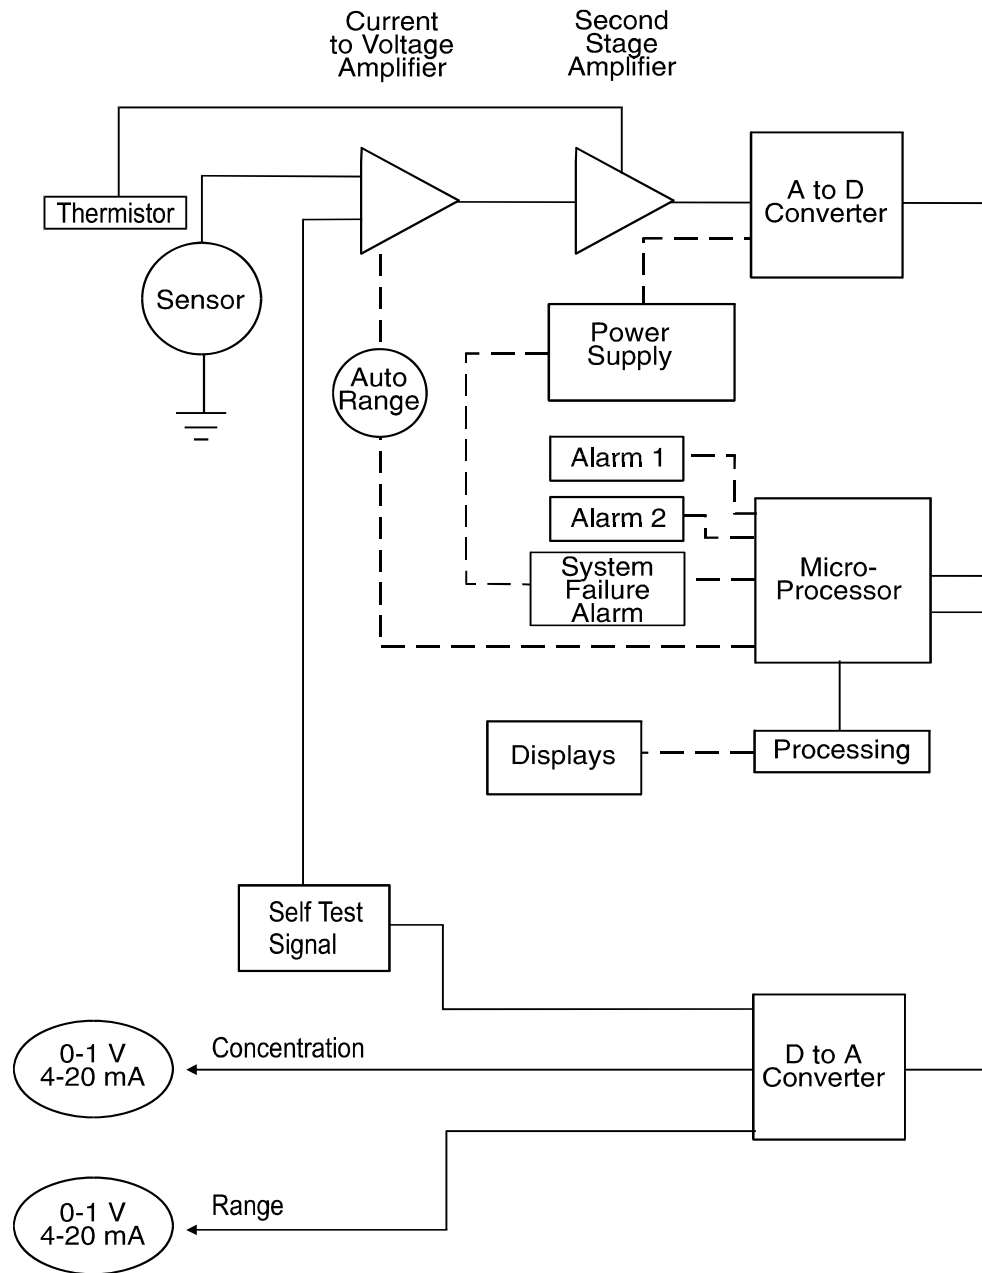 Current
to Voltage
Amplifier
Second
Stage
Amplifier
Thermistor
A to D
Converter
Sensor
Power
Supply
Auto
Range
Alarm 1
Alarm 2
System
Failure
Alarm
Micro-
Processor
Displays
Processing
Self Test
Signal
0-1 V
4-20 mA
Concentration
D to A
Converter
0-1 V
4-20 mA
Range